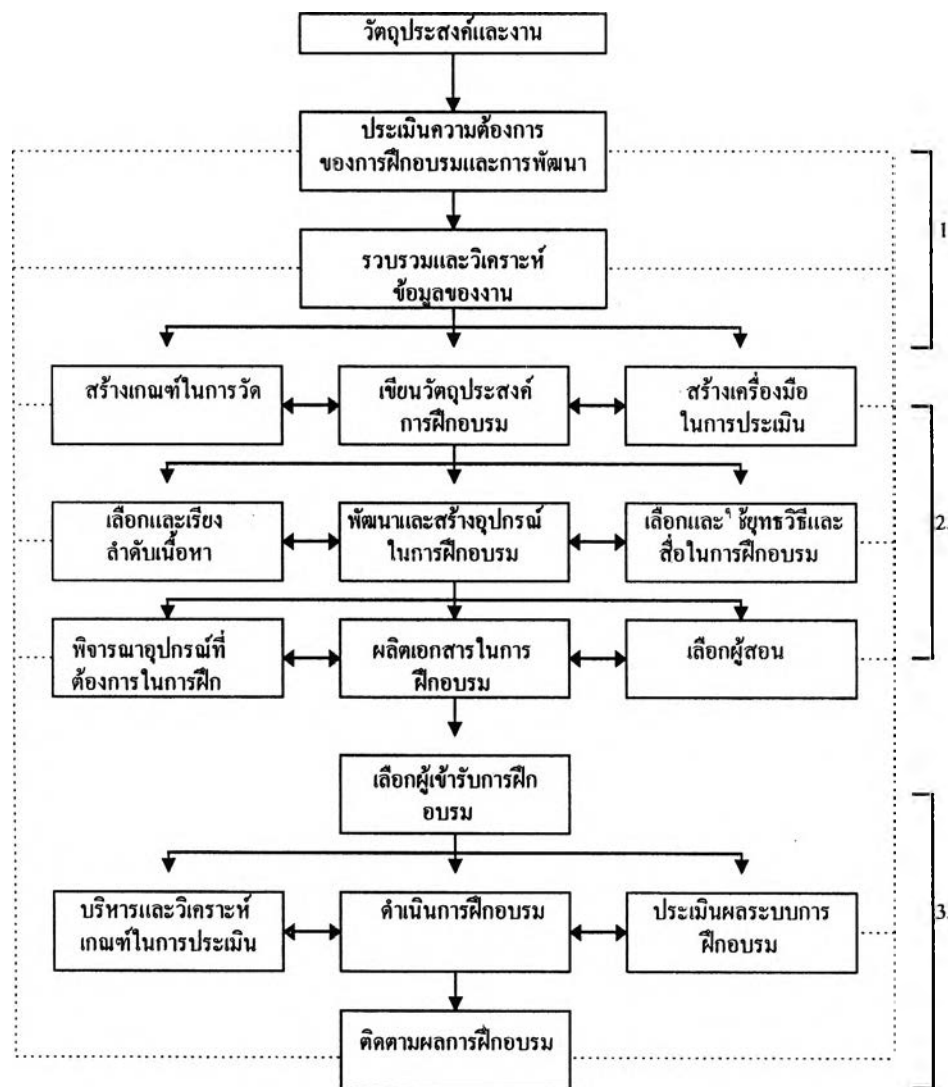 วัตถุประสงค์และงาน
ประเมินความต้องการ
ของการฝึกอบรมและการพัฒนา
1
รวบรวมและวิเคราะห์
ข้อมูลของงาน
สร้างเกณฑ์ในการวัด
เขียนวัตถุประสงค์
การฝึกอบรม
สร้างเครื่องมือ
ในการประเมิน
เลือกและเรียง
ลำดับเนื้อหา
พัฒนาและสร้างอุปกรณ์
ในการฝึกอบรม
เลือกและใช้ยุทธวิธีและ
สื่อในการฝึกอบรม
2
พิจารณาอุปกรณ์ที่
ต้องการในการฝึก
ผลิตเอกสารในการ
ฝึกอบรม
เลือกผู้สอน
เลือกผู้เข้ารับการฝึก
อบรม
บริหารและวิเคราะห์
เกณฑ์ในการประเมิน
ดำเนินการฝึกอบรม
ประเมินผลระบบการ
ฝึกอบรม
3
ติดตามผลการฝึกอบรม